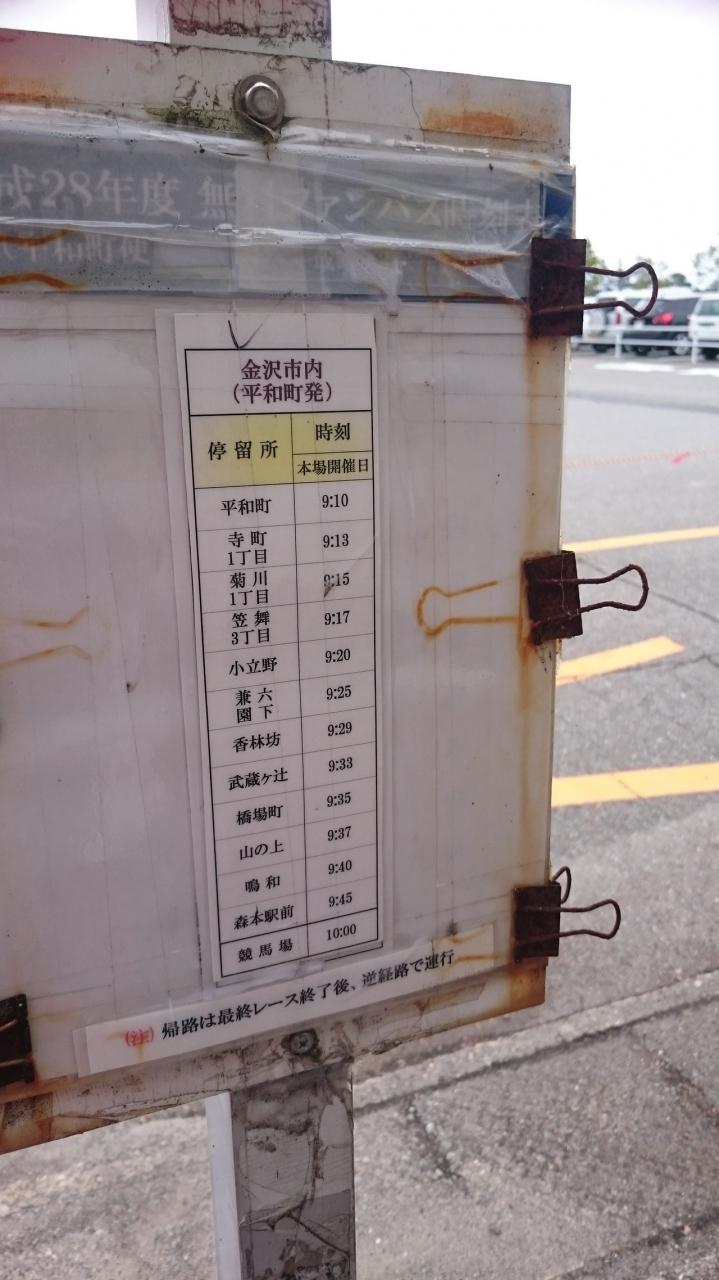 成28年度 無 ファンバス時刻
平和町便
金沢市内
（平和町発）
停留所 時刻
本場開催日
平和町 9:10
寺町
1丁目 9:13
菊川
1丁目 9:15
笠舞
3丁目 9:17
小立野 9:20
兼六
園下 9:25
香林坊 9:29
武蔵ヶ辻 9:33
橋場町 9:35
山の上 9:37
鳴和 9:40
森本駅前 9:45
競馬場 10:00
（注） 帰路は最終レース終了後、逆経路で運行